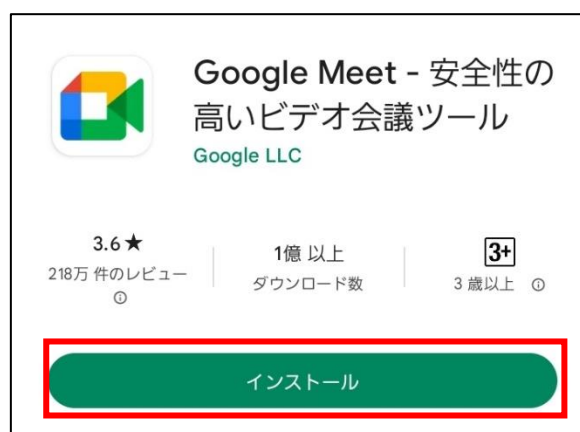 Google Meet - 安全性の
高いビデオ会議ツール
Google LLC
3.6★
218万 件のレビュー
1億 以上
ダウンロード数
3+
3 歳以上
インストール